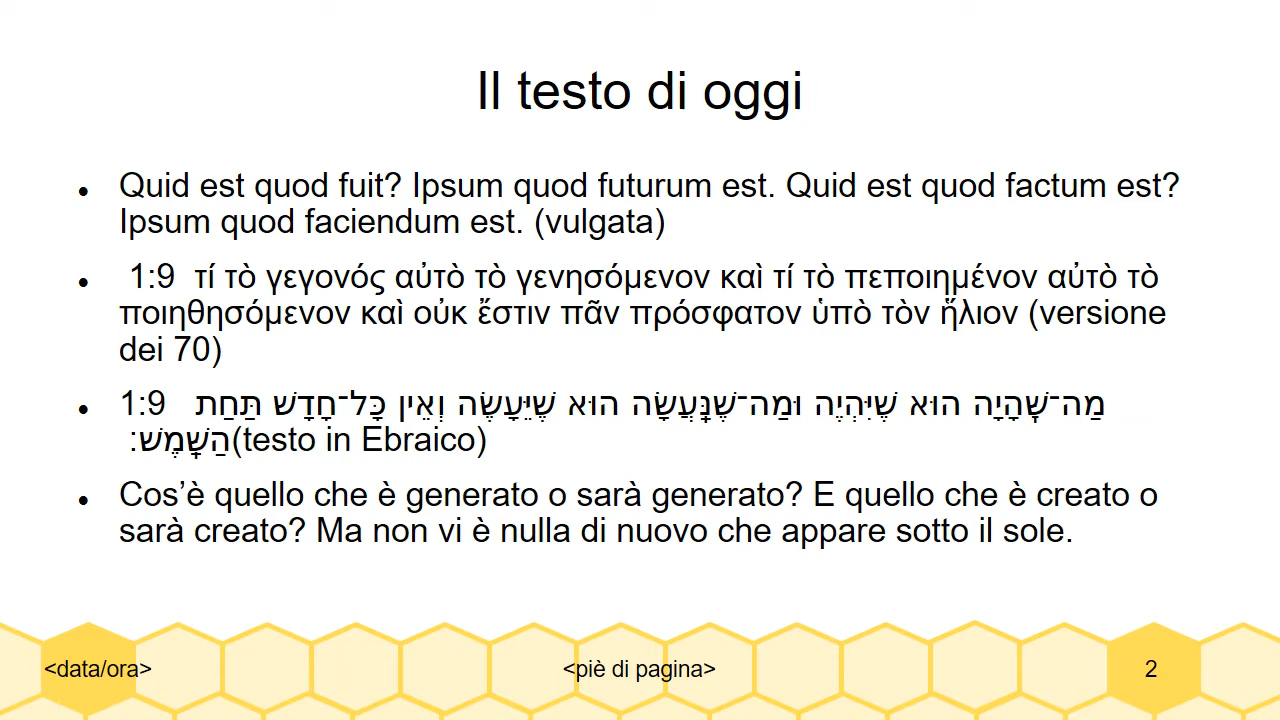 Il testo di oggi
Quid est quod fuit? Ipsum quod futurum est. Quid est quod factum est?
Ipsum quod faciendum est. (vulgata)
1:9 τί τὸ γεγονός αὐτὸ τὸ γενησόμενον καὶ τί τὸ πεποιημένον αὐτὸ τὸ
ποιηθησόμενον καὶ οὐκ ἔστιν πᾶν πρόσφατον ὑπὸ τὸν ἥλιον (versione
dei 70)
1:9 מַה־שֶּׁהָיָה הוּא שֶׁיִּהְיֶה וּמַה־שֶׁנַּעֲשָׂה הוּא שֶׁיֵּעָשֶׂה וְאֵין כָּל־חָדָשׁ תַּחַת
הַשָּׁמֶשׁ׃(testo in Ebraico)
Cos’è quello che è generato o sarà generato? E quello che è creato o
sarà creato? Ma non vi è nulla di nuovo che appare sotto il sole.
<data/ora>
<piè di pagina>
2